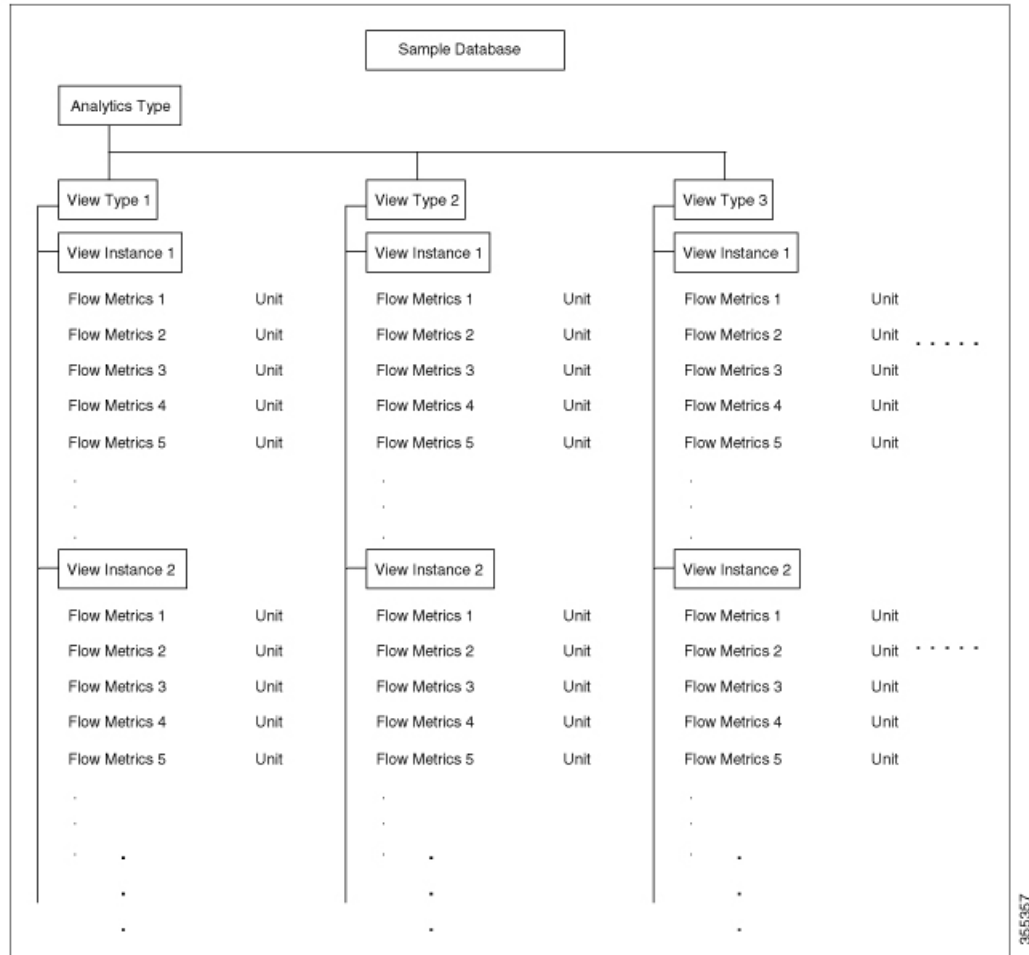 Sample Database
Analytics Type
View Type 1 View Type 2 View Type 3
View Instance 1 View Instance 1 View Instance 1
Flow Metrics 1 Unit Flow Metrics 1 Unit Flow Metrics 1 Unit
Flow Metrics 2 Unit Flow Metrics 2 Unit Flow Metrics 2 Unit . . . . .
Flow Metrics 3 Unit Flow Metrics 3 Unit Flow Metrics 3 Unit
Flow Metrics 4 Unit Flow Metrics 4 Unit Flow Metrics 4 Unit
Flow Metrics 5 Unit Flow Metrics 5 Unit Flow Metrics 5 Unit
View Instance 2 View Instance 2 View Instance 2
Flow Metrics 1 Unit Flow Metrics 1 Unit Flow Metrics 1 Unit
Flow Metrics 2 Unit Flow Metrics 2 Unit Flow Metrics 2 Unit . . . . .
Flow Metrics 3 Unit Flow Metrics 3 Unit Flow Metrics 3 Unit
Flow Metrics 4 Unit Flow Metrics 4 Unit Flow Metrics 4 Unit
Flow Metrics 5 Unit Flow Metrics 5 Unit Flow Metrics 5 Unit
355357